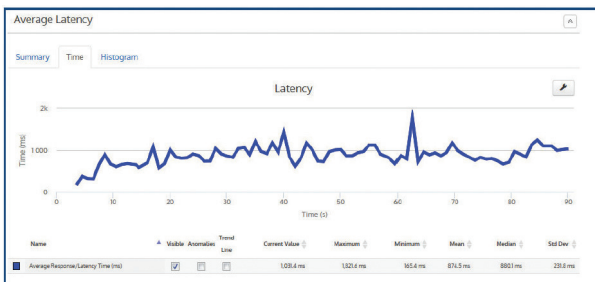 Average Latency
Summary Time Histogram
Latency
2k
1000
0
Time (ms)
0 10 20 30 40 50 60 70 80 90
Time (s)
Name Visible Anomalies Trend Line Current Value Maximum Minimum Mean Median Std Dev
Average Response/Latency Time (ms) 1,031.4 ms 1,821.4 ms 165.4 ms 874.5 ms 880.1 ms 231.8 ms